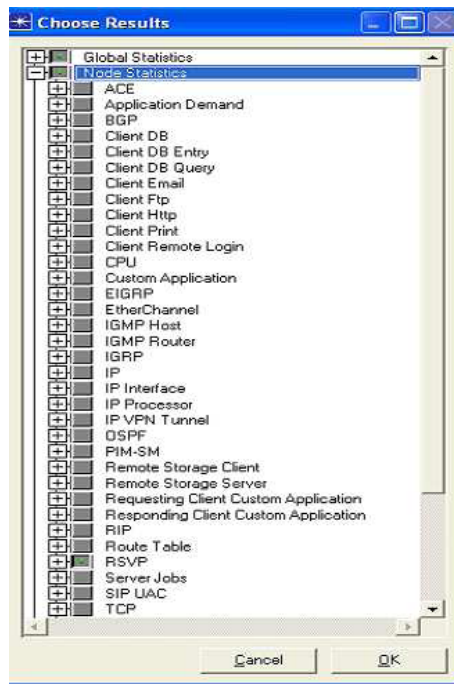 Choose Results
Global Statistics
Node Statistics
ACE
Application Demand
BGP
Client DB
Client DB Entry
Client DB Query
Client Email
Client Ftp
Client Http
Client Print
Client Remote Login
CPU
Custom Application
EIGRP
EtherChannel
IGMP Host
IGMP Router
IGRP
IP
IP Interface
IP Processor
IP VPN Tunnel
OSPF
PIM-SM
Remote Storage Client
Remote Storage Server
Requesting Client Custom Application
Responding Client Custom Application
RIP
Route Table
RSVP
Server Jobs
SIP UAC
TCP
Cancel OK